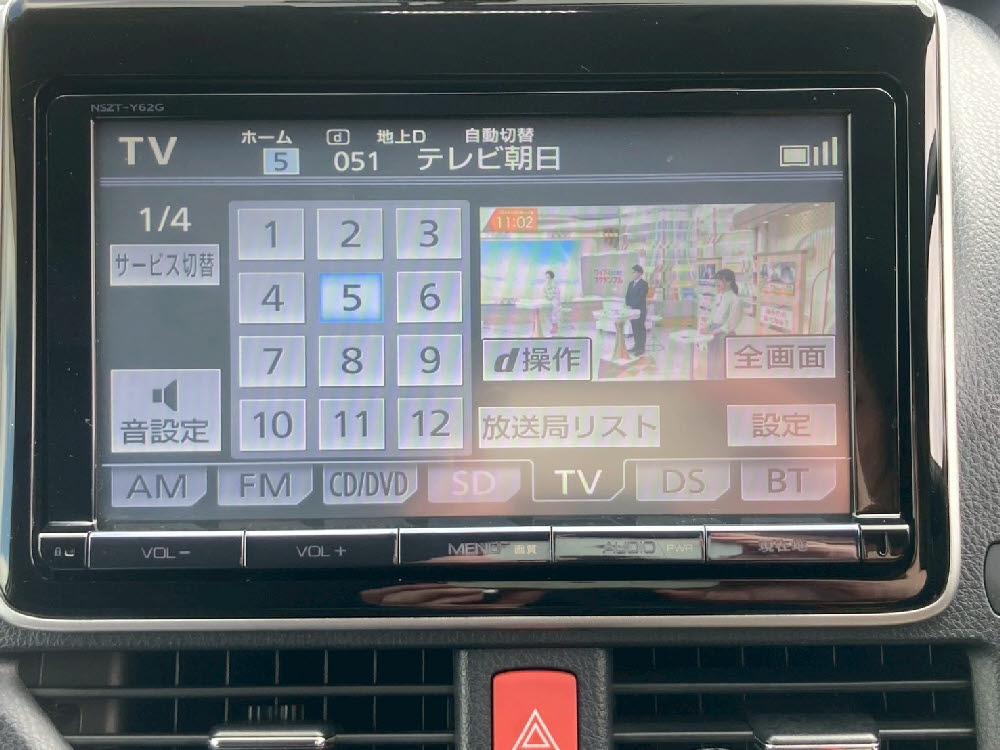 NSZT-Y62G
TV ホーム d 地上D 自動切替
5 051 テレビ朝日
1/4
サービス切替
音設定
1 2 3
4 5 6
7 8 9
10 11 12
11:02
d操作 全画面
放送局リスト 設定
AM FM CD/DVD SD TV DS BT
VOL− VOL+ MENU 画質 AUDIO PWR 現在地